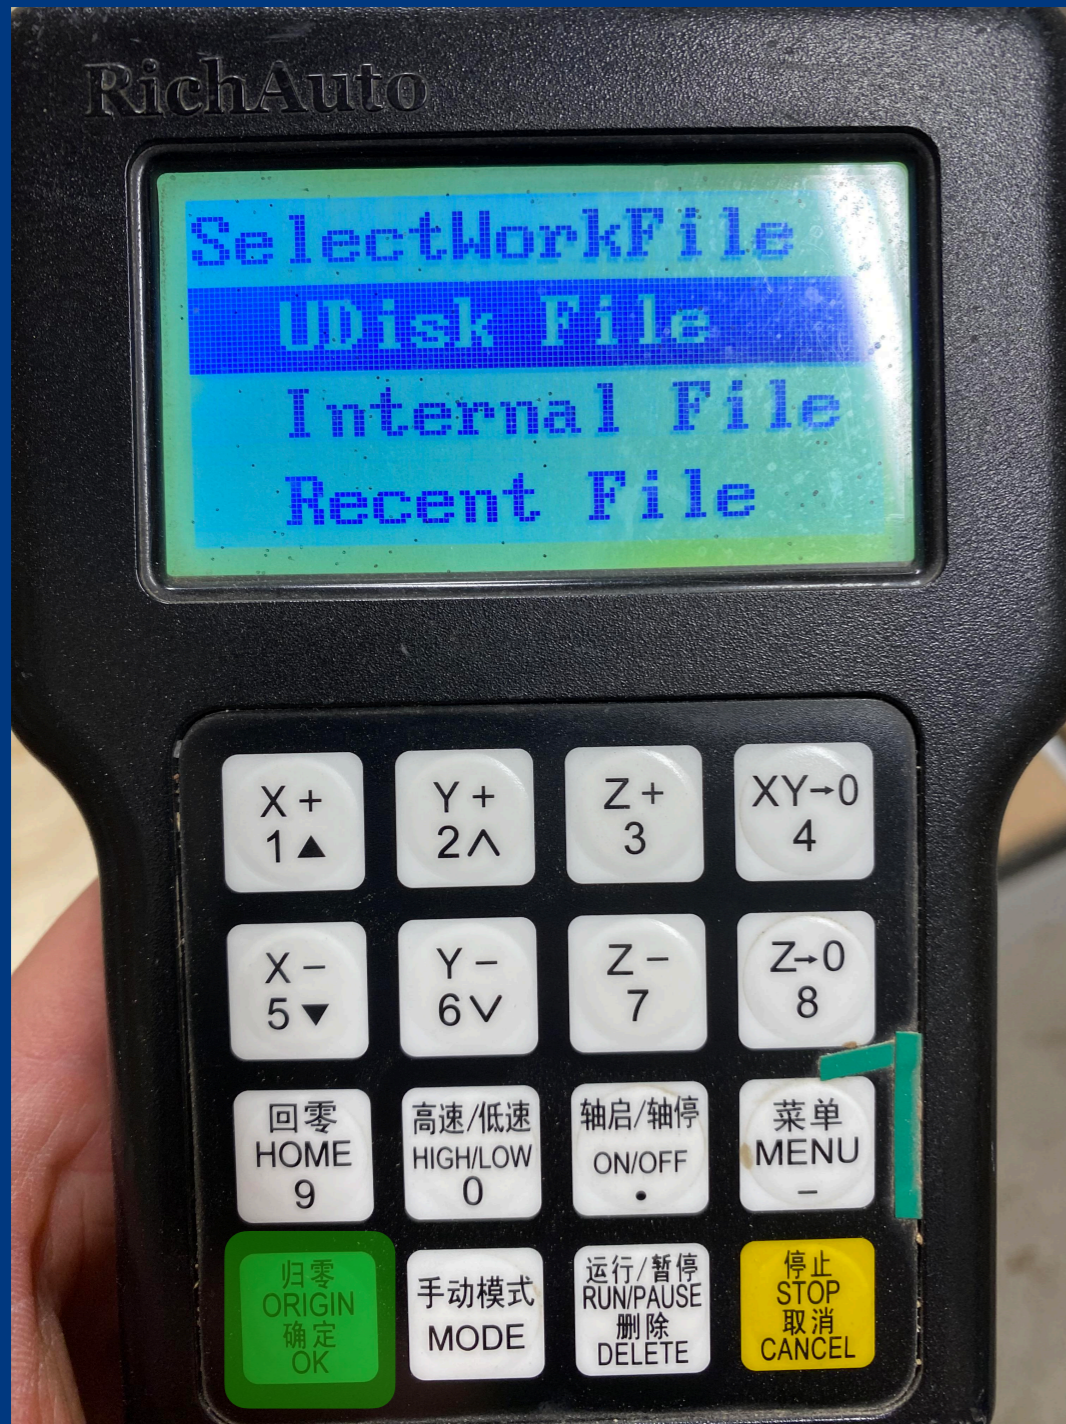 RichAuto
SelectWorkFile
UDisk File
Internal File
Recent File
X+
1▲
Y+
2∧
Z+
3
XY→0
4
X−
5▼
Y−
6∨
Z−
7
Z→0
8
回零
HOME
9
高速/低速
HIGH/LOW
0
轴启/轴停
ON/OFF
•
菜单
MENU
−
归零
ORIGIN
确定
OK
手动模式
MODE
运行/暂停
RUN/PAUSE
删除
DELETE
停止
STOP
取消
CANCEL